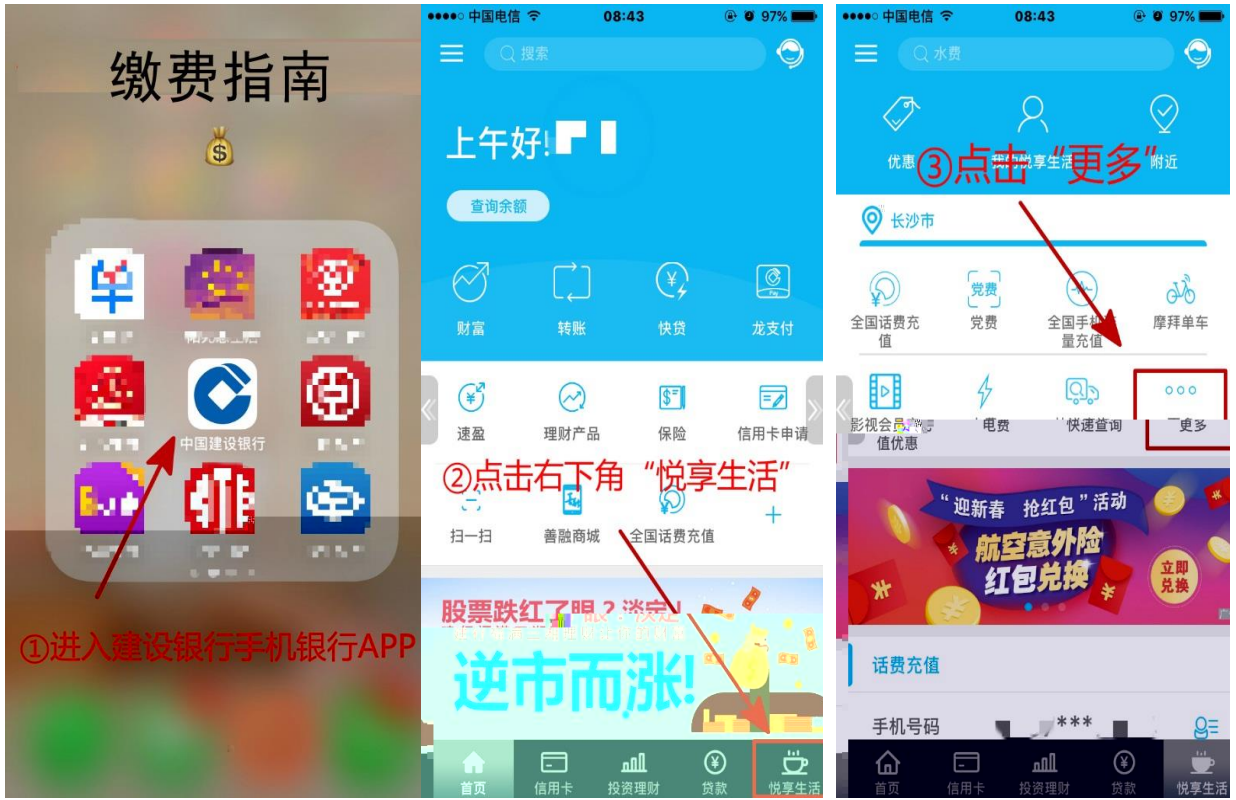 缴费指南
中国建设银行
①进入建设银行手机银行APP
中国电信
08:43
97%
搜索
上午好!
查询余额
财富
转账
快贷
龙支付
速盈
理财产品
保险
信用卡申请
②点击右下角“悦享生活”
扫一扫
善融商城
全国话费充值
股票跌红了眼?淡定!
逆市而涨!
首页
信用卡
投资理财
贷款
悦享生活
中国电信
08:43
97%
水费
优惠
我的悦享生活
附近
③点击“更多”
长沙市
党费
全国话费充
值
党费
全国手机
量充值
摩拜单车
影视会员
值优惠
电费
快速查询
更多
“迎新春 抢红包”活动
航空意外险
红包兑换
立即
兑换
话费充值
手机号码
***
首页
信用卡
投资理财
贷款
悦享生活